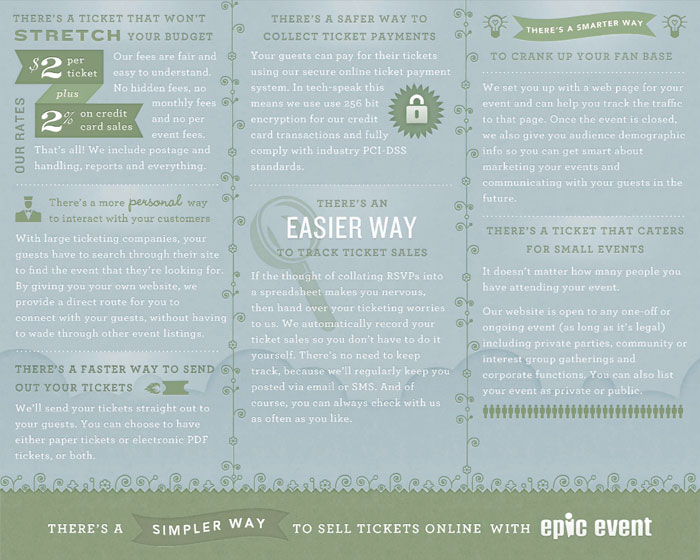 THERE'S A TICKET THAT WON'T
STRETCH YOUR BUDGET
OUR RATES
$2 per
ticket
plus
2% on credit
card sales
Our fees are fair and
easy to understand.
No hidden fees, no
monthly fees
and no per
event fees.
That's all! We include postage and
handling, reports and everything.
There's a more personal way
to interact with your customers
With large ticketing companies, your
guests have to search through their site
to find the event that they're looking for.
By giving you your own website, we
provide a direct route for you to
connect with your guests, without having
to wade through other event listings.
THERE'S A FASTER WAY TO SEND
OUT YOUR TICKETS
We'll send your tickets straight out to
your guests. You can choose to have
either paper tickets or electronic PDF
tickets, or both.
THERE'S A SAFER WAY TO
COLLECT TICKET PAYMENTS
Your guests can pay for their tickets
using our secure online ticket payment
system. In tech-speak this
means we use use 256 bit
encryption for our credit
card transactions and fully
comply with industry PCI-DSS
standards.
THERE'S AN
EASIER WAY
TO TRACK TICKET SALES
If the thought of collating RSVPs into
a spreadsheet makes you nervous,
then hand over your ticketing worries
to us. We automatically record your
ticket sales so you don't have to do it
yourself. There's no need to keep
track, because we'll regularly keep you
posted via email or SMS. And of
course, you can always check with us
as often as you like.
THERE'S A SMARTER WAY
TO CRANK UP YOUR FAN BASE
We set you up with a web page for your
event and can help you track the traffic
to that page. Once the event is closed,
we also give you audience demographic
info so you can get smart about
marketing your events and
communicating with your guests in the
future.
THERE'S A TICKET THAT CATERS
FOR SMALL EVENTS
It doesn't matter how many people you
have attending your event.
Our website is open to any one-off or
ongoing event (as long as it's legal)
including private parties, community or
interest group gatherings and
corporate functions. You can also list
your event as private or public.
THERE'S A SIMPLER WAY TO SELL TICKETS ONLINE WITH epic event